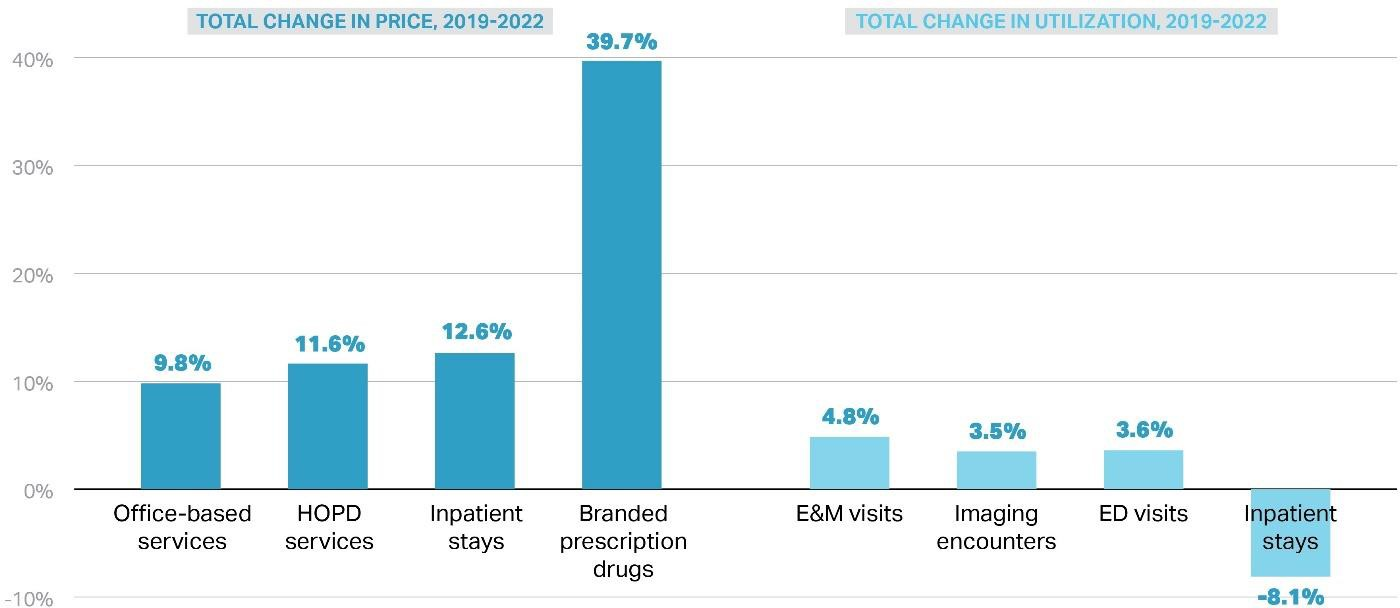 TOTAL CHANGE IN PRICE, 2019-2022
TOTAL CHANGE IN UTILIZATION, 2019-2022
40%
30%
20%
10%
0%
-10%
9.8%
11.6%
12.6%
39.7%
4.8%
3.5%
3.6%
-8.1%
Office-based
services
HOPD
services
Inpatient
stays
Branded
prescription
drugs
E&M visits
Imaging
encounters
ED visits
Inpatient
stays